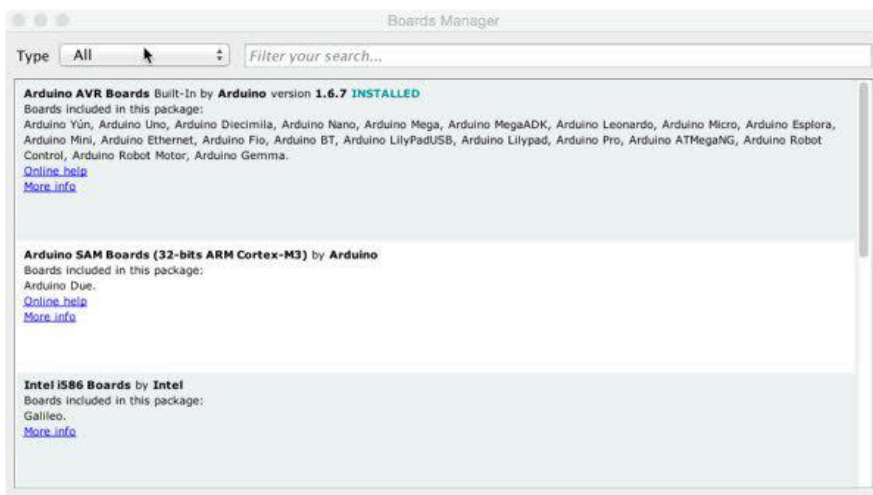 Boards Manager
Type All Filter your search...
Arduino AVR Boards Built-In by Arduino version 1.6.7 INSTALLED
Boards included in this package:
Arduino Yún, Arduino Uno, Arduino Diecimila, Arduino Nano, Arduino Mega, Arduino MegaADK, Arduino Leonardo, Arduino Micro, Arduino Esplora,
Arduino Mini, Arduino Ethernet, Arduino Fio, Arduino BT, Arduino LilyPadUSB, Arduino Lilypad, Arduino Pro, Arduino ATMegaNG, Arduino Robot
Control, Arduino Robot Motor, Arduino Gemma.
Online help
More info
Arduino SAM Boards (32-bits ARM Cortex-M3) by Arduino
Boards included in this package:
Arduino Due.
Online help
More info
Intel i586 Boards by Intel
Boards included in this package:
Galileo.
More info